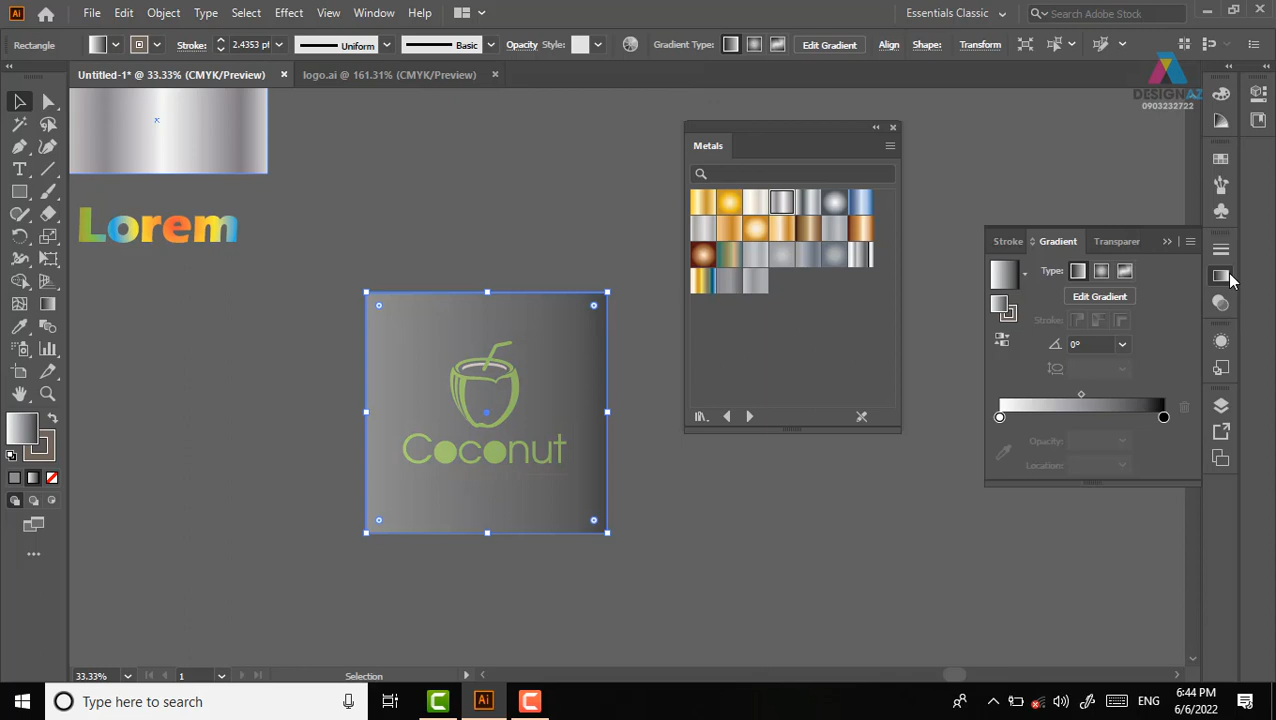 Ai File Edit Object Type Select Effect View Window Help Essentials Classic Search Adobe Stock
Rectangle Stroke: 2.4353 pt Uniform Basic Opacity Style: Gradient Type: Edit Gradient Align Shape: Transform
Untitled-1* @ 33.33% (CMYK/Preview) logo.ai @ 161.31% (CMYK/Preview)
DESIGNAZ
0903232722
Metals
Lorem
Stroke Gradient Transparer
Type:
Edit Gradient
Stroke:
0°
Coconut
Opacity:
Location:
33.33% 1 Selection
Type here to search
Ai
ENG
6:44 PM
6/6/2022